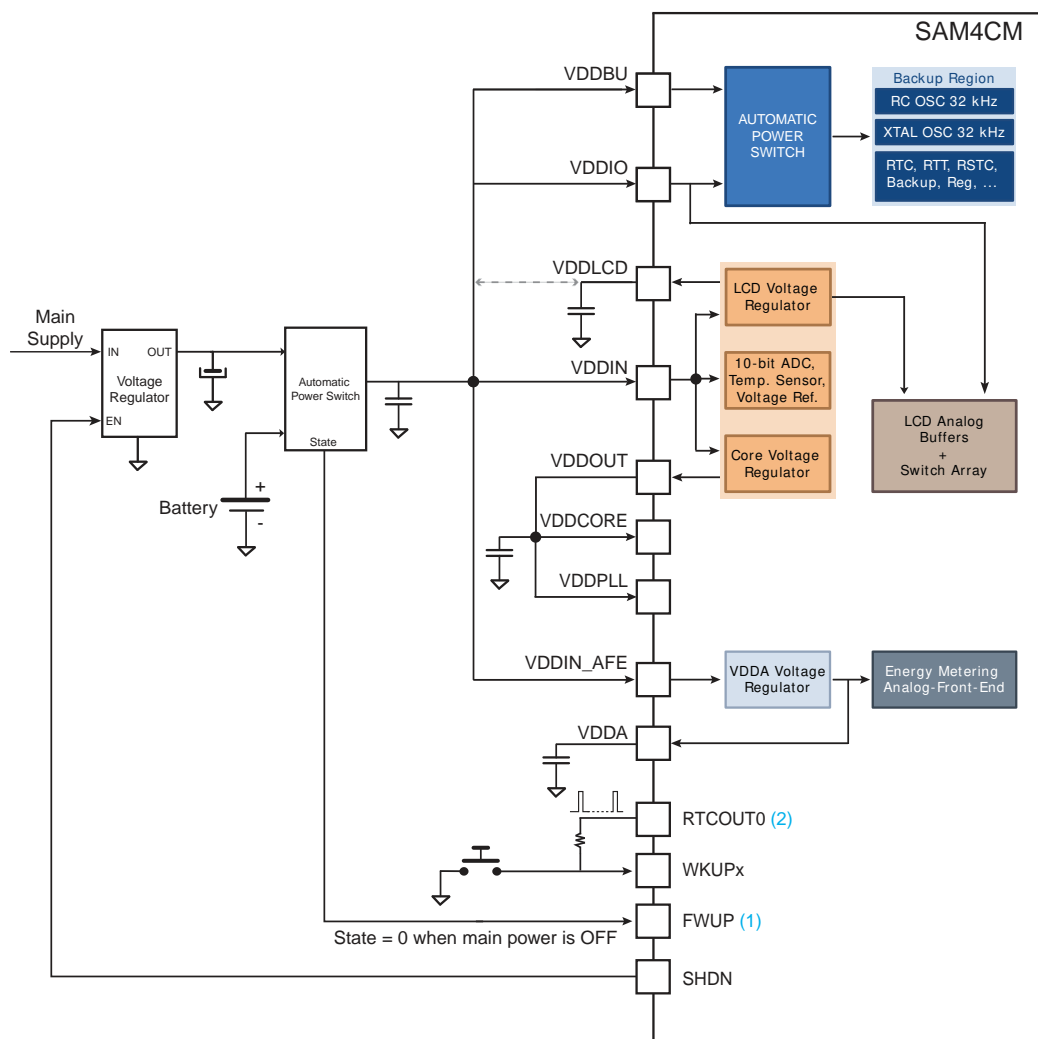 SAM4CM
VDDBU
Backup Region
RC OSC 32 kHz
AUTOMATIC
POWER
SWITCH
XTAL OSC 32 kHz
VDDIO
RTC, RTT, RSTC,
Backup, Reg, ...
VDDLCD
LCD Voltage
Regulator
Main
Supply
IN
OUT
Voltage
Regulator
EN
Automatic
Power Switch
State
VDDIN
10-bit ADC,
Temp. Sensor,
Voltage Ref.
LCD Analog
Buffers
+
Switch Array
VDDOUT
Core Voltage
Regulator
Battery
+
-
VDDCORE
VDDPLL
VDDIN_AFE
VDDA Voltage
Regulator
Energy Metering
Analog-Front-End
VDDA
RTCOUT0 (2)
WKUPx
FWUP (1)
State = 0 when main power is OFF
SHDN